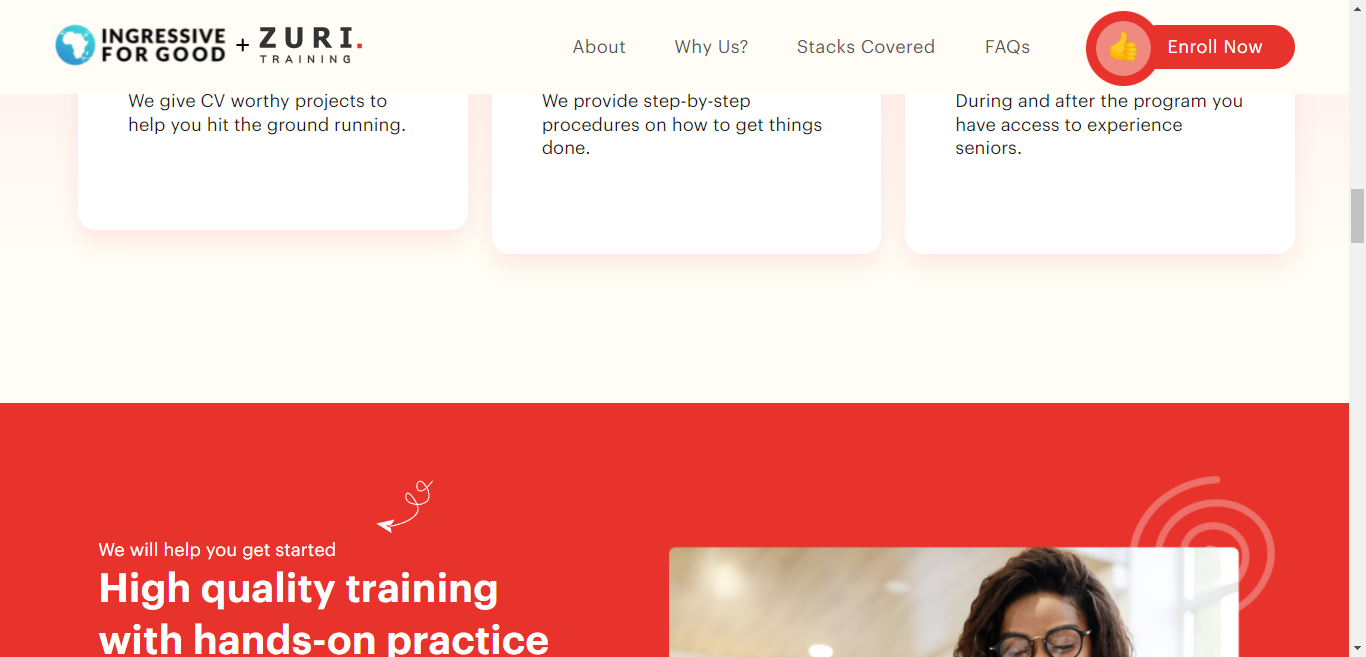 INGRESSIVE
FOR GOOD
+
ZURI.
TRAINING
About
Why Us?
Stacks Covered
FAQs
Enroll Now
We give CV worthy projects to
help you hit the ground running.
We provide step-by-step
procedures on how to get things
done.
During and after the program you
have access to experience
seniors.
We will help you get started
High quality training
with hands-on practice